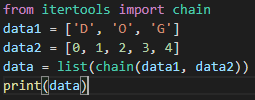 from itertools import chain
data1 = ['D', 'O', 'G']
data2 = [0, 1, 2, 3, 4]
data = list(chain(data1, data2))
print(data)